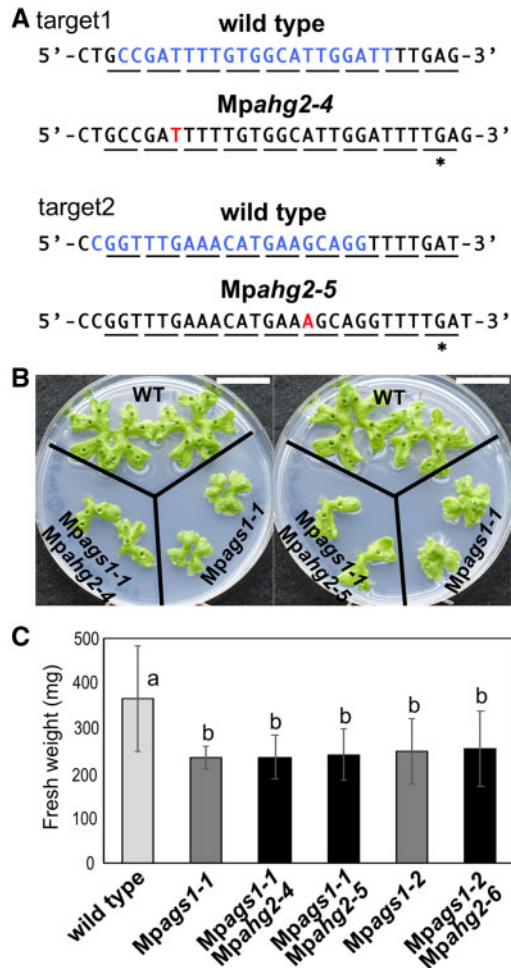 A target1
wild type
5’-CTGCCGATTTTGTGGCATTGGATTTTGAG-3’
Mpahg2-4
5’-CTGCCGATTTTTGTGGCATTGGATTTTGAG-3’
*
target2
wild type
5’-CCGGTTTGAAACATGAAGCAGGTTTTGAT-3’
Mpahg2-5
5’-CCGGTTTGAAACATGAAAGCAGGTTTTGAT-3’
*
B
WT
Mpags1-1
Mpahg2-4
Mpags1-1
WT
Mpags1-1
Mpahg2-5
Mpags1-1
C
Fresh weight (mg)
500
400
300
200
100
0
a
b
b
b
b
b
wild type
Mpags1-1
Mpags1-1
Mpahg2-4
Mpags1-1
Mpahg2-5
Mpags1-2
Mpags1-2
Mpahg2-6